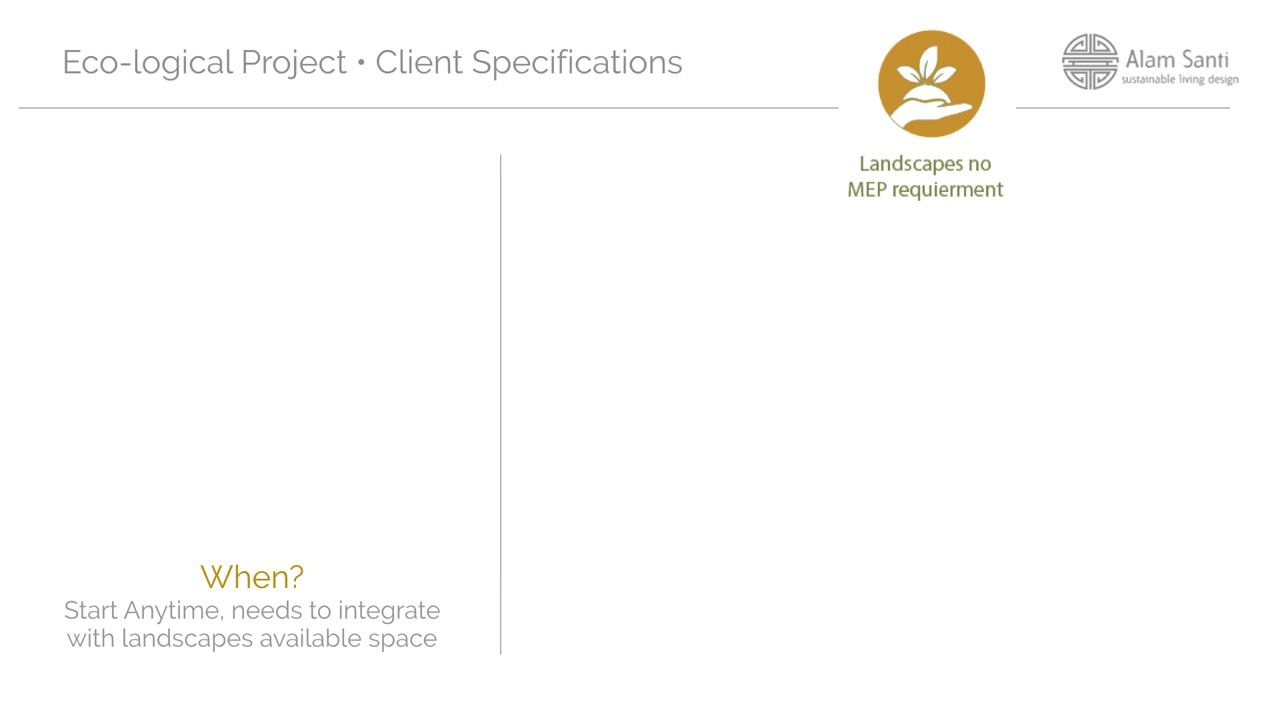 Eco-logical Project • Client Specifications
Alam Santi
sustainable living design
Landscapes no
MEP requierment
When?
Start Anytime, needs to integrate
with landscapes available space